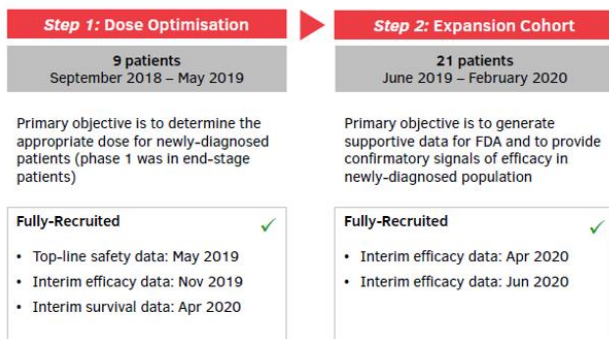 Step 1: Dose Optimisation
9 patients
September 2018 – May 2019
Primary objective is to determine the
appropriate dose for newly-diagnosed
patients (phase 1 was in end-stage
patients)
Fully-Recruited
• Top-line safety data: May 2019
• Interim efficacy data: Nov 2019
• Interim survival data: Apr 2020
Step 2: Expansion Cohort
21 patients
June 2019 – February 2020
Primary objective is to generate
supportive data for FDA and to provide
confirmatory signals of efficacy in
newly-diagnosed population
Fully-Recruited
• Interim efficacy data: Apr 2020
• Interim efficacy data: Jun 2020